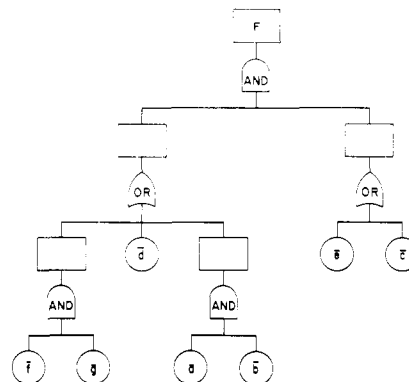 F
AND
OR
OR
d̄
ē
c̄
AND
AND
f̄
ḡ
ā
b̄